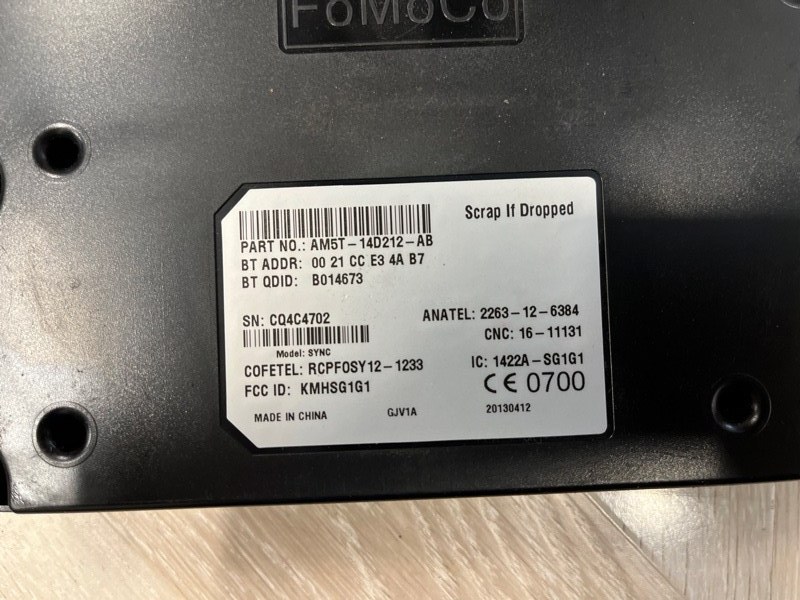 FoMoCo
Scrap If Dropped
PART NO.: AM5T-14D212-AB
BT ADDR: 00 21 CC E3 4A B7
BT QDID: B014673
SN: CQ4C4702
ANATEL: 2263-12-6384
CNC: 16-11131
Model: SYNC
COFETEL: RCPFOSY12-1233
IC: 1422A-SG1G1
FCC ID: KMHSG1G1
CE 0700
MADE IN CHINA GJV1A 20130412